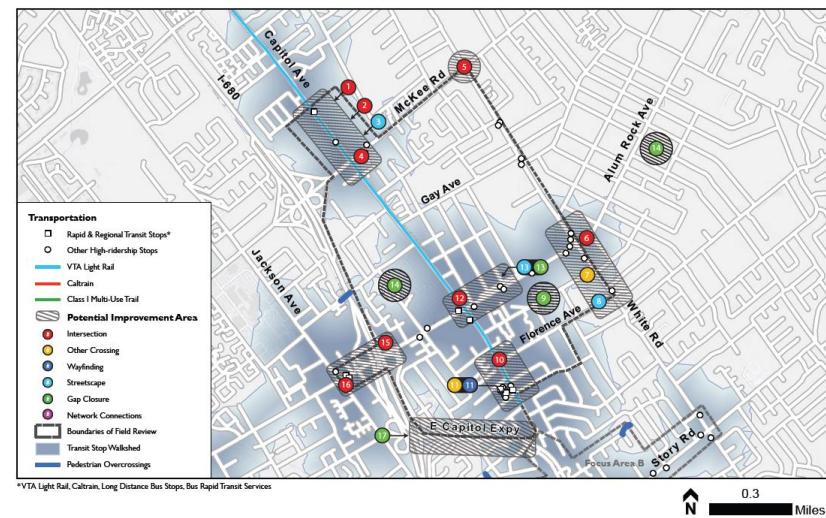 Capitol Ave
I-680
McKee Rd
Alum Rock Ave
Gay Ave
Jackson Ave
Florence Ave
White Rd
E Capitol Expy
Focus Area B
Story Rd
1
2
3
4
5
14
6
7
8
13 13
9
14
12
15
10
16
11 11
17
Transportation
Rapid & Regional Transit Stops*
Other High-ridership Stops
VTA Light Rail
Caltrain
Class I Multi-Use Trail
Potential Improvement Area
# Intersection
# Other Crossing
# Wayfinding
# Streetscape
# Gap Closure
# Network Connections
Boundaries of Field Review
Transit Stop Walkshed
Pedestrian Overcrossings
*VTA Light Rail, Caltrain, Long Distance Bus Stops, Bus Rapid Transit Services
N
0.3
Miles